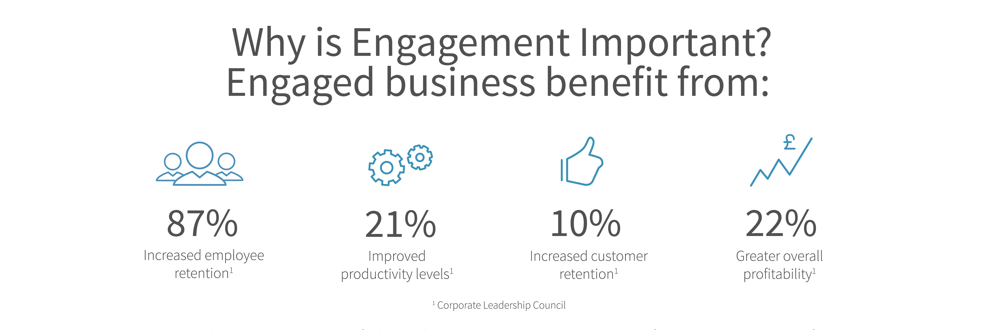 Why is Engagement Important?
Engaged business benefit from:
£
87%
Increased employee
retention¹
21%
Improved
productivity levels¹
10%
Increased customer
retention¹
22%
Greater overall
profitability¹
¹ Corporate Leadership Council